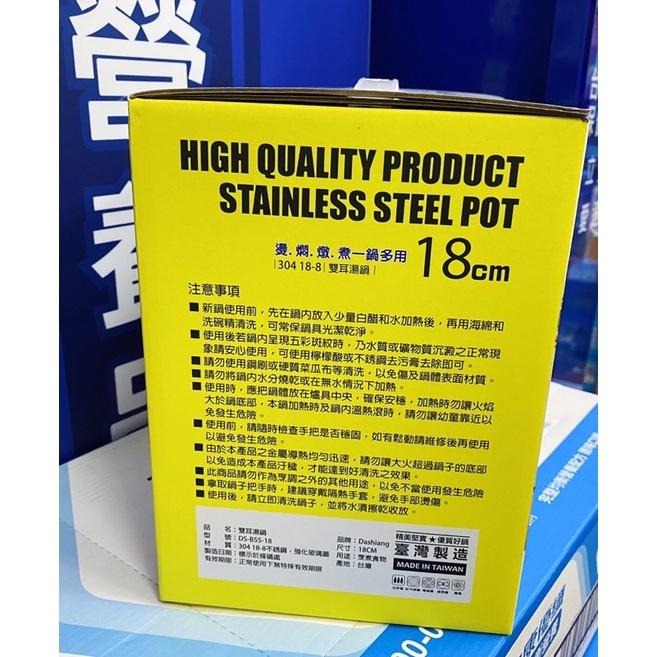 營養品
HIGH QUALITY PRODUCT
STAINLESS STEEL POT
燙.燜.燉.煮一鍋多用
|304 18-8|雙耳湯鍋|
18cm
注意事項
■新鍋使用前，先在鍋內放入少量白醋和水加熱後，再用海綿和
洗碗精清洗，可常保鍋具光潔乾淨。
■使用後若鍋內呈現五彩斑紋時，乃水質或礦物質沉澱之正常現
象請安心使用，可使用檸檬酸或不銹鋼去污膏去除即可。
■請勿使用鋼刷或硬質菜瓜布等清洗，以免傷及鍋體表面材質。
■請勿將鍋內水分燒乾或在無水情況下加熱。
■使用時，應把鍋體放在爐具中央，確保安穩，加熱時勿讓火焰
大於鍋底部，本鍋加熱時及鍋內溫熱滾時，請勿讓幼童靠近以
免發生危險。
■使用前，請隨時檢查手把是否穩固，如有鬆動請維修後再使用
以避免發生危險。
■由於本產品之金屬導熱均勻迅速，請勿讓大火超過鍋子的底部
以免造成本產品汙穢，才能達到好清洗之效果。
■此商品請勿作為烹調之外的其他用途，以免不當使用發生危險
■拿取鍋子把手時，建議穿戴隔熱手套，避免手部燙傷。
■使用後，請立即清洗鍋子，並將水漬擦乾收放。
品名：雙耳湯鍋
型號：DS-B55-18
材質：304 18-8不銹鋼，強化玻璃蓋
製造日期：標示於條碼處
有效期限：正常使用下無特殊有效期限
品牌：Dashiang
尺寸：18CM
用途：烹煮食物
產地：台灣
精美堅實★優質好鍋
臺灣製造
MADE IN TAIWAN